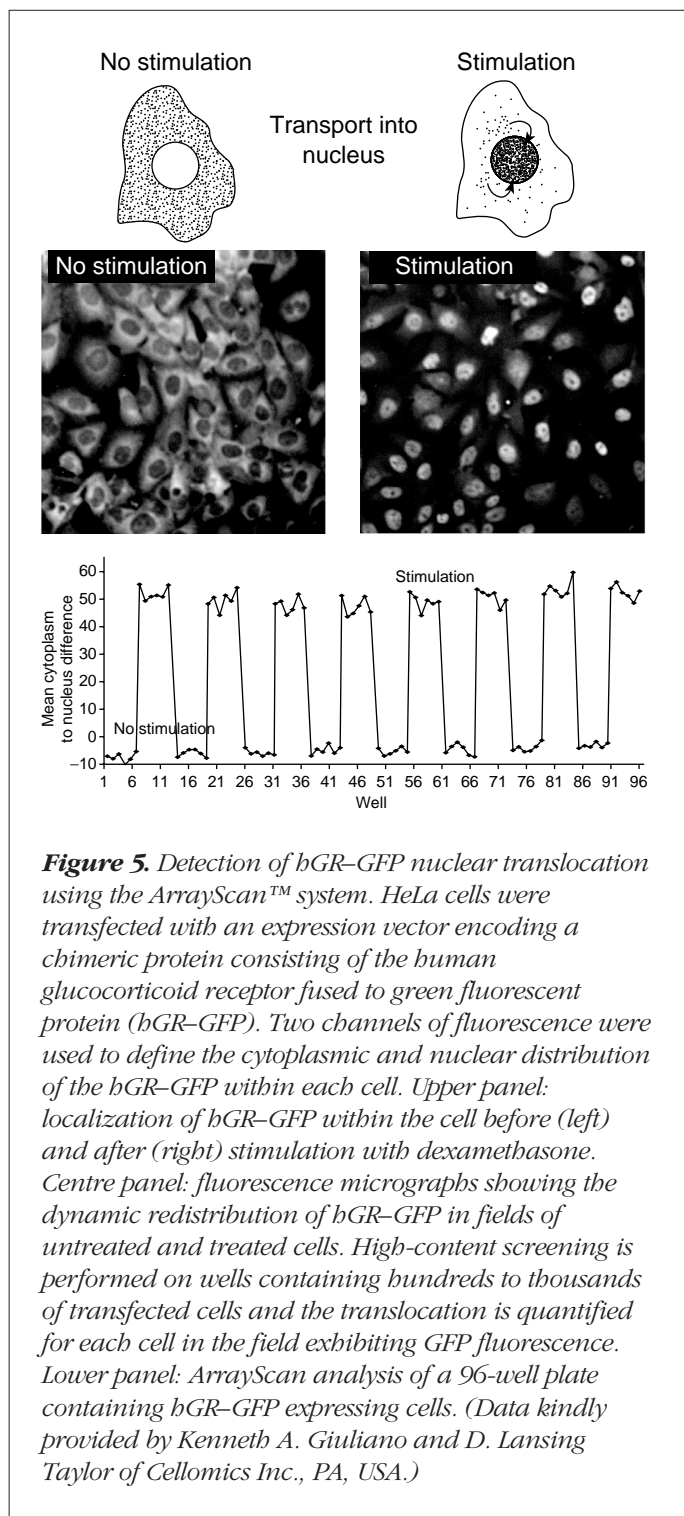 No stimulation
Stimulation
Transport into
nucleus
No stimulation
Stimulation
Mean cytoplasm
to nucleus difference
60
50
40
30
20
10
0
–10
Stimulation
No stimulation
1 6 11 16 21 26 31 36 41 46 51 56 61 66 71 76 81 86 91 96
Well
Figure 5. Detection of hGR–GFP nuclear translocation
using the ArrayScan™ system. HeLa cells were
transfected with an expression vector encoding a
chimeric protein consisting of the human
glucocorticoid receptor fused to green fluorescent
protein (hGR–GFP). Two channels of fluorescence were
used to define the cytoplasmic and nuclear distribution
of the hGR–GFP within each cell. Upper panel:
localization of hGR–GFP within the cell before (left)
and after (right) stimulation with dexamethasone.
Centre panel: fluorescence micrographs showing the
dynamic redistribution of hGR–GFP in fields of
untreated and treated cells. High-content screening is
performed on wells containing hundreds to thousands
of transfected cells and the translocation is quantified
for each cell in the field exhibiting GFP fluorescence.
Lower panel: ArrayScan analysis of a 96-well plate
containing hGR–GFP expressing cells. (Data kindly
provided by Kenneth A. Giuliano and D. Lansing
Taylor of Cellomics Inc., PA, USA.)